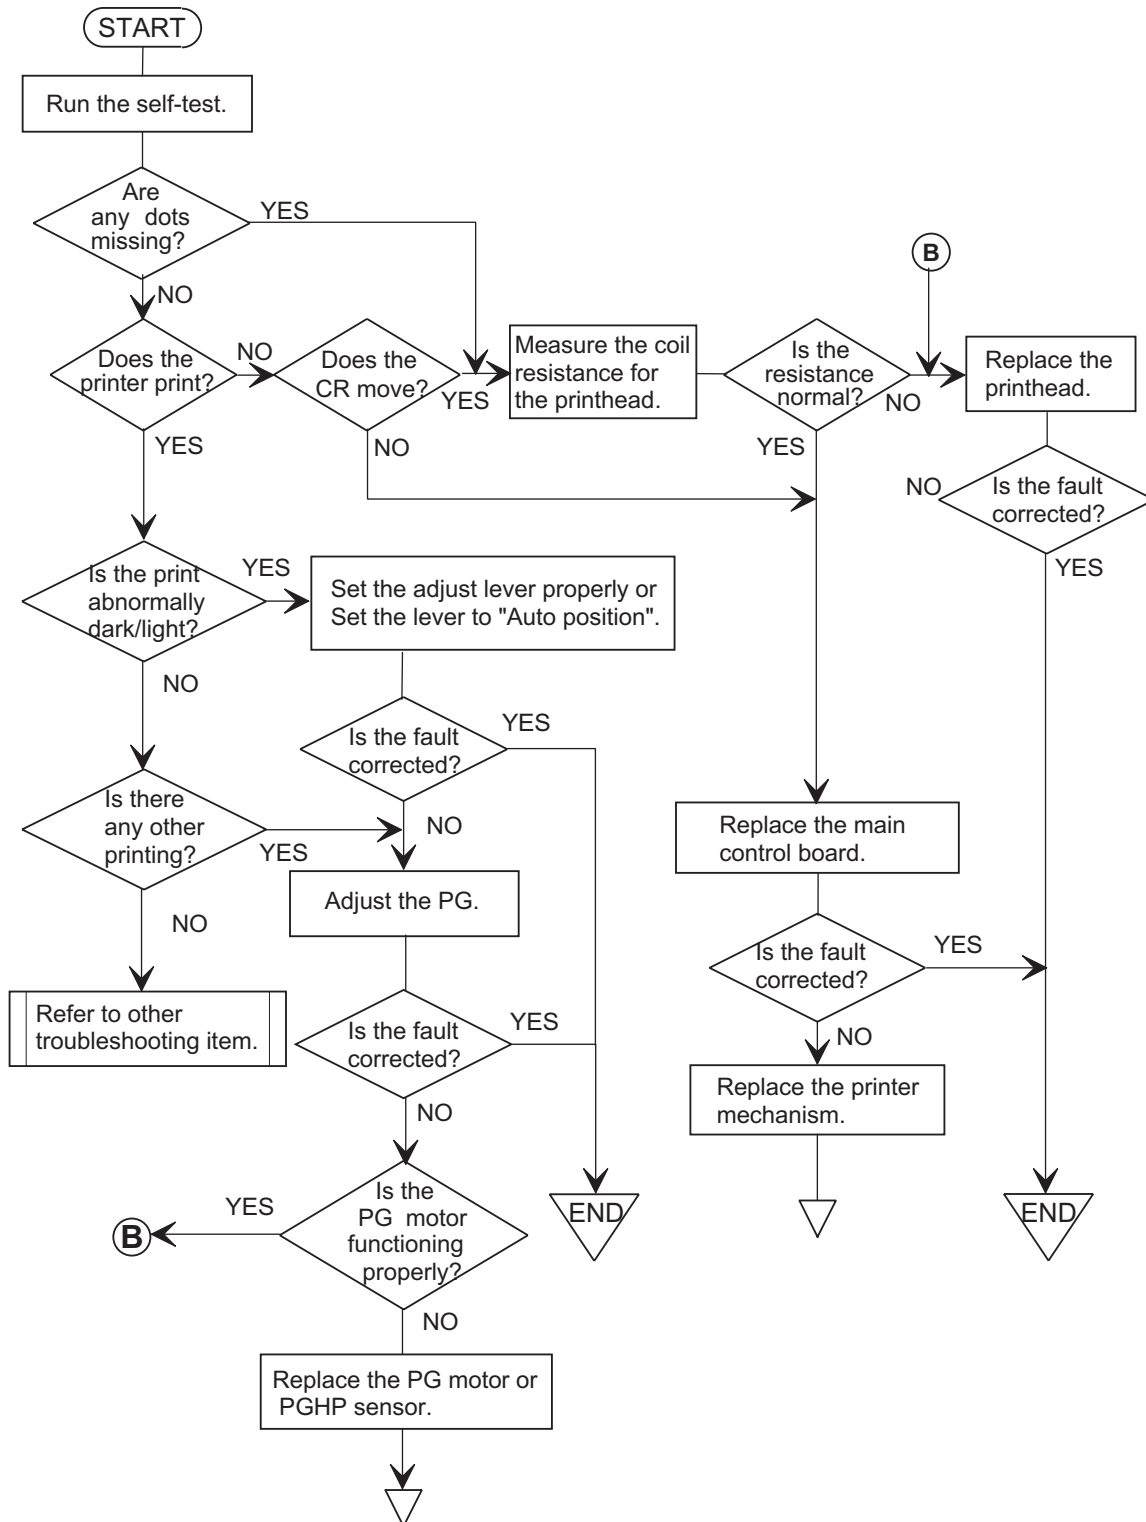 START
Run the self-test.
Are
any dots
missing?
YES
NO
B
Does the
printer print?
NO
YES
Does the
CR move?
YES
NO
Measure the coil
resistance for
the printhead.
Is the
resistance
normal?
NO
YES
Replace the
printhead.
NO
Is the fault
corrected?
YES
Is the print
abnormally
dark/light?
YES
NO
Set the adjust lever properly or
Set the lever to "Auto position".
Is the fault
corrected?
YES
NO
Is there
any other
printing?
YES
NO
Replace the main
control board.
Adjust the PG.
Is the fault
corrected?
YES
NO
Refer to other
troubleshooting item.
Is the fault
corrected?
YES
NO
Replace the printer
mechanism.
Is the
PG motor
functioning
properly?
YES
B
NO
END
END
Replace the PG motor or
PGHP sensor.